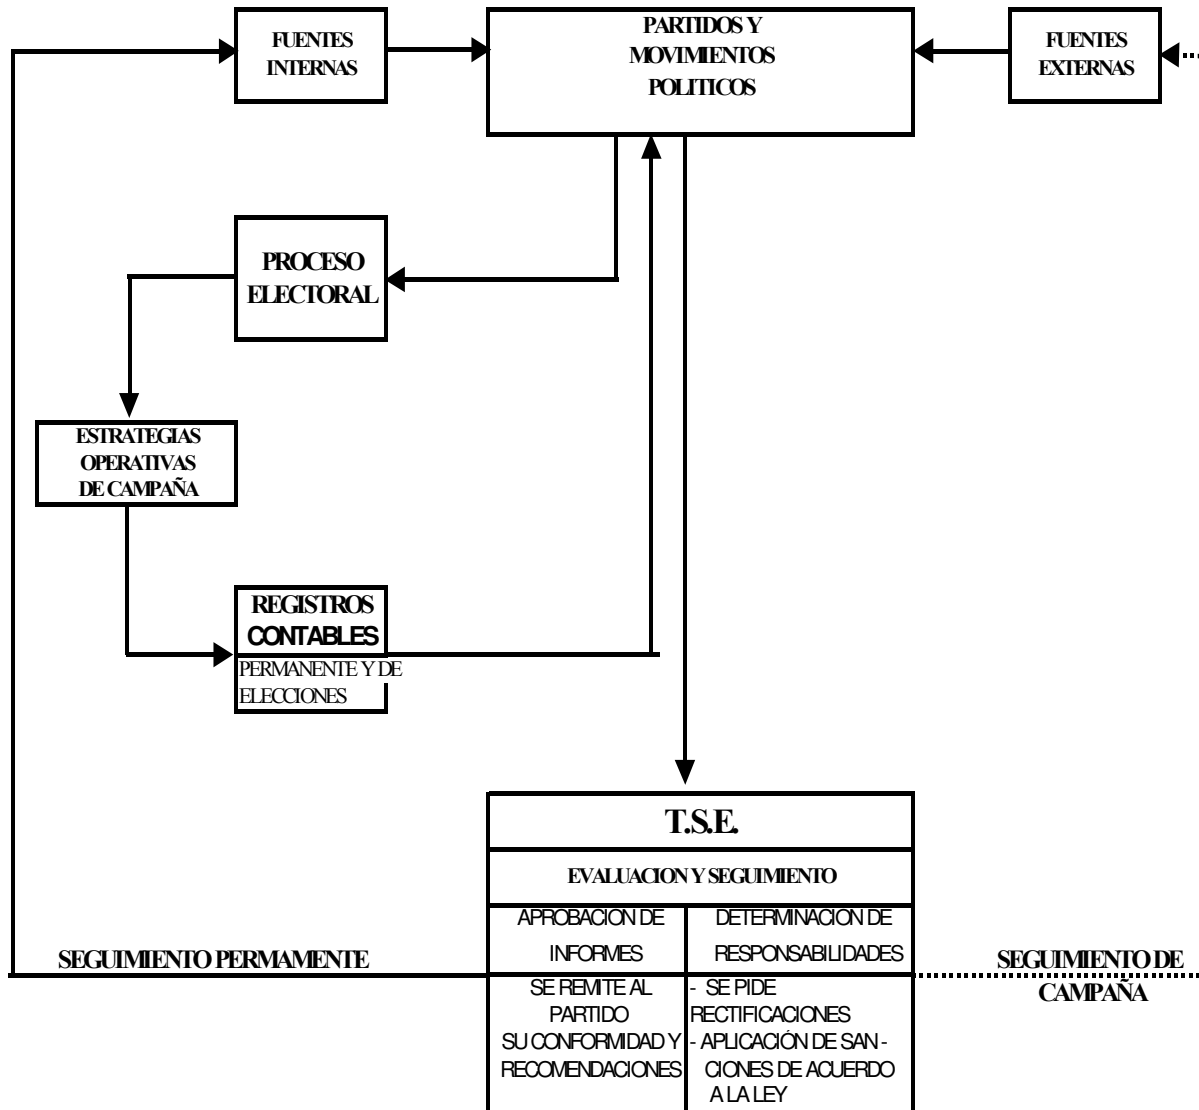 FUENTES
INTERNAS
PARTIDOS Y
MOVIMIENTOS
POLITICOS
FUENTES
EXTERNAS
PROCESO
ELECTORAL
ESTRATEGIAS
OPERATIVAS
DE CAMPAÑA
REGISTROS
CONTABLES
PERMANENTE Y DE
ELECCIONES
T.S.E.
EVALUACION Y SEGUIMIENTO
APROBACION DE
INFORMES
DETERMINACION DE
RESPONSABILIDADES
SEGUIMIENTO PERMAMENTE
SEGUIMIENTO DE
CAMPAÑA
SE REMITE AL
PARTIDO
SU CONFORMIDAD Y
RECOMENDACIONES
- SE PIDE
RECTIFICACIONES
- APLICACIÓN DE SAN -
CIONES DE ACUERDO
A LA LEY